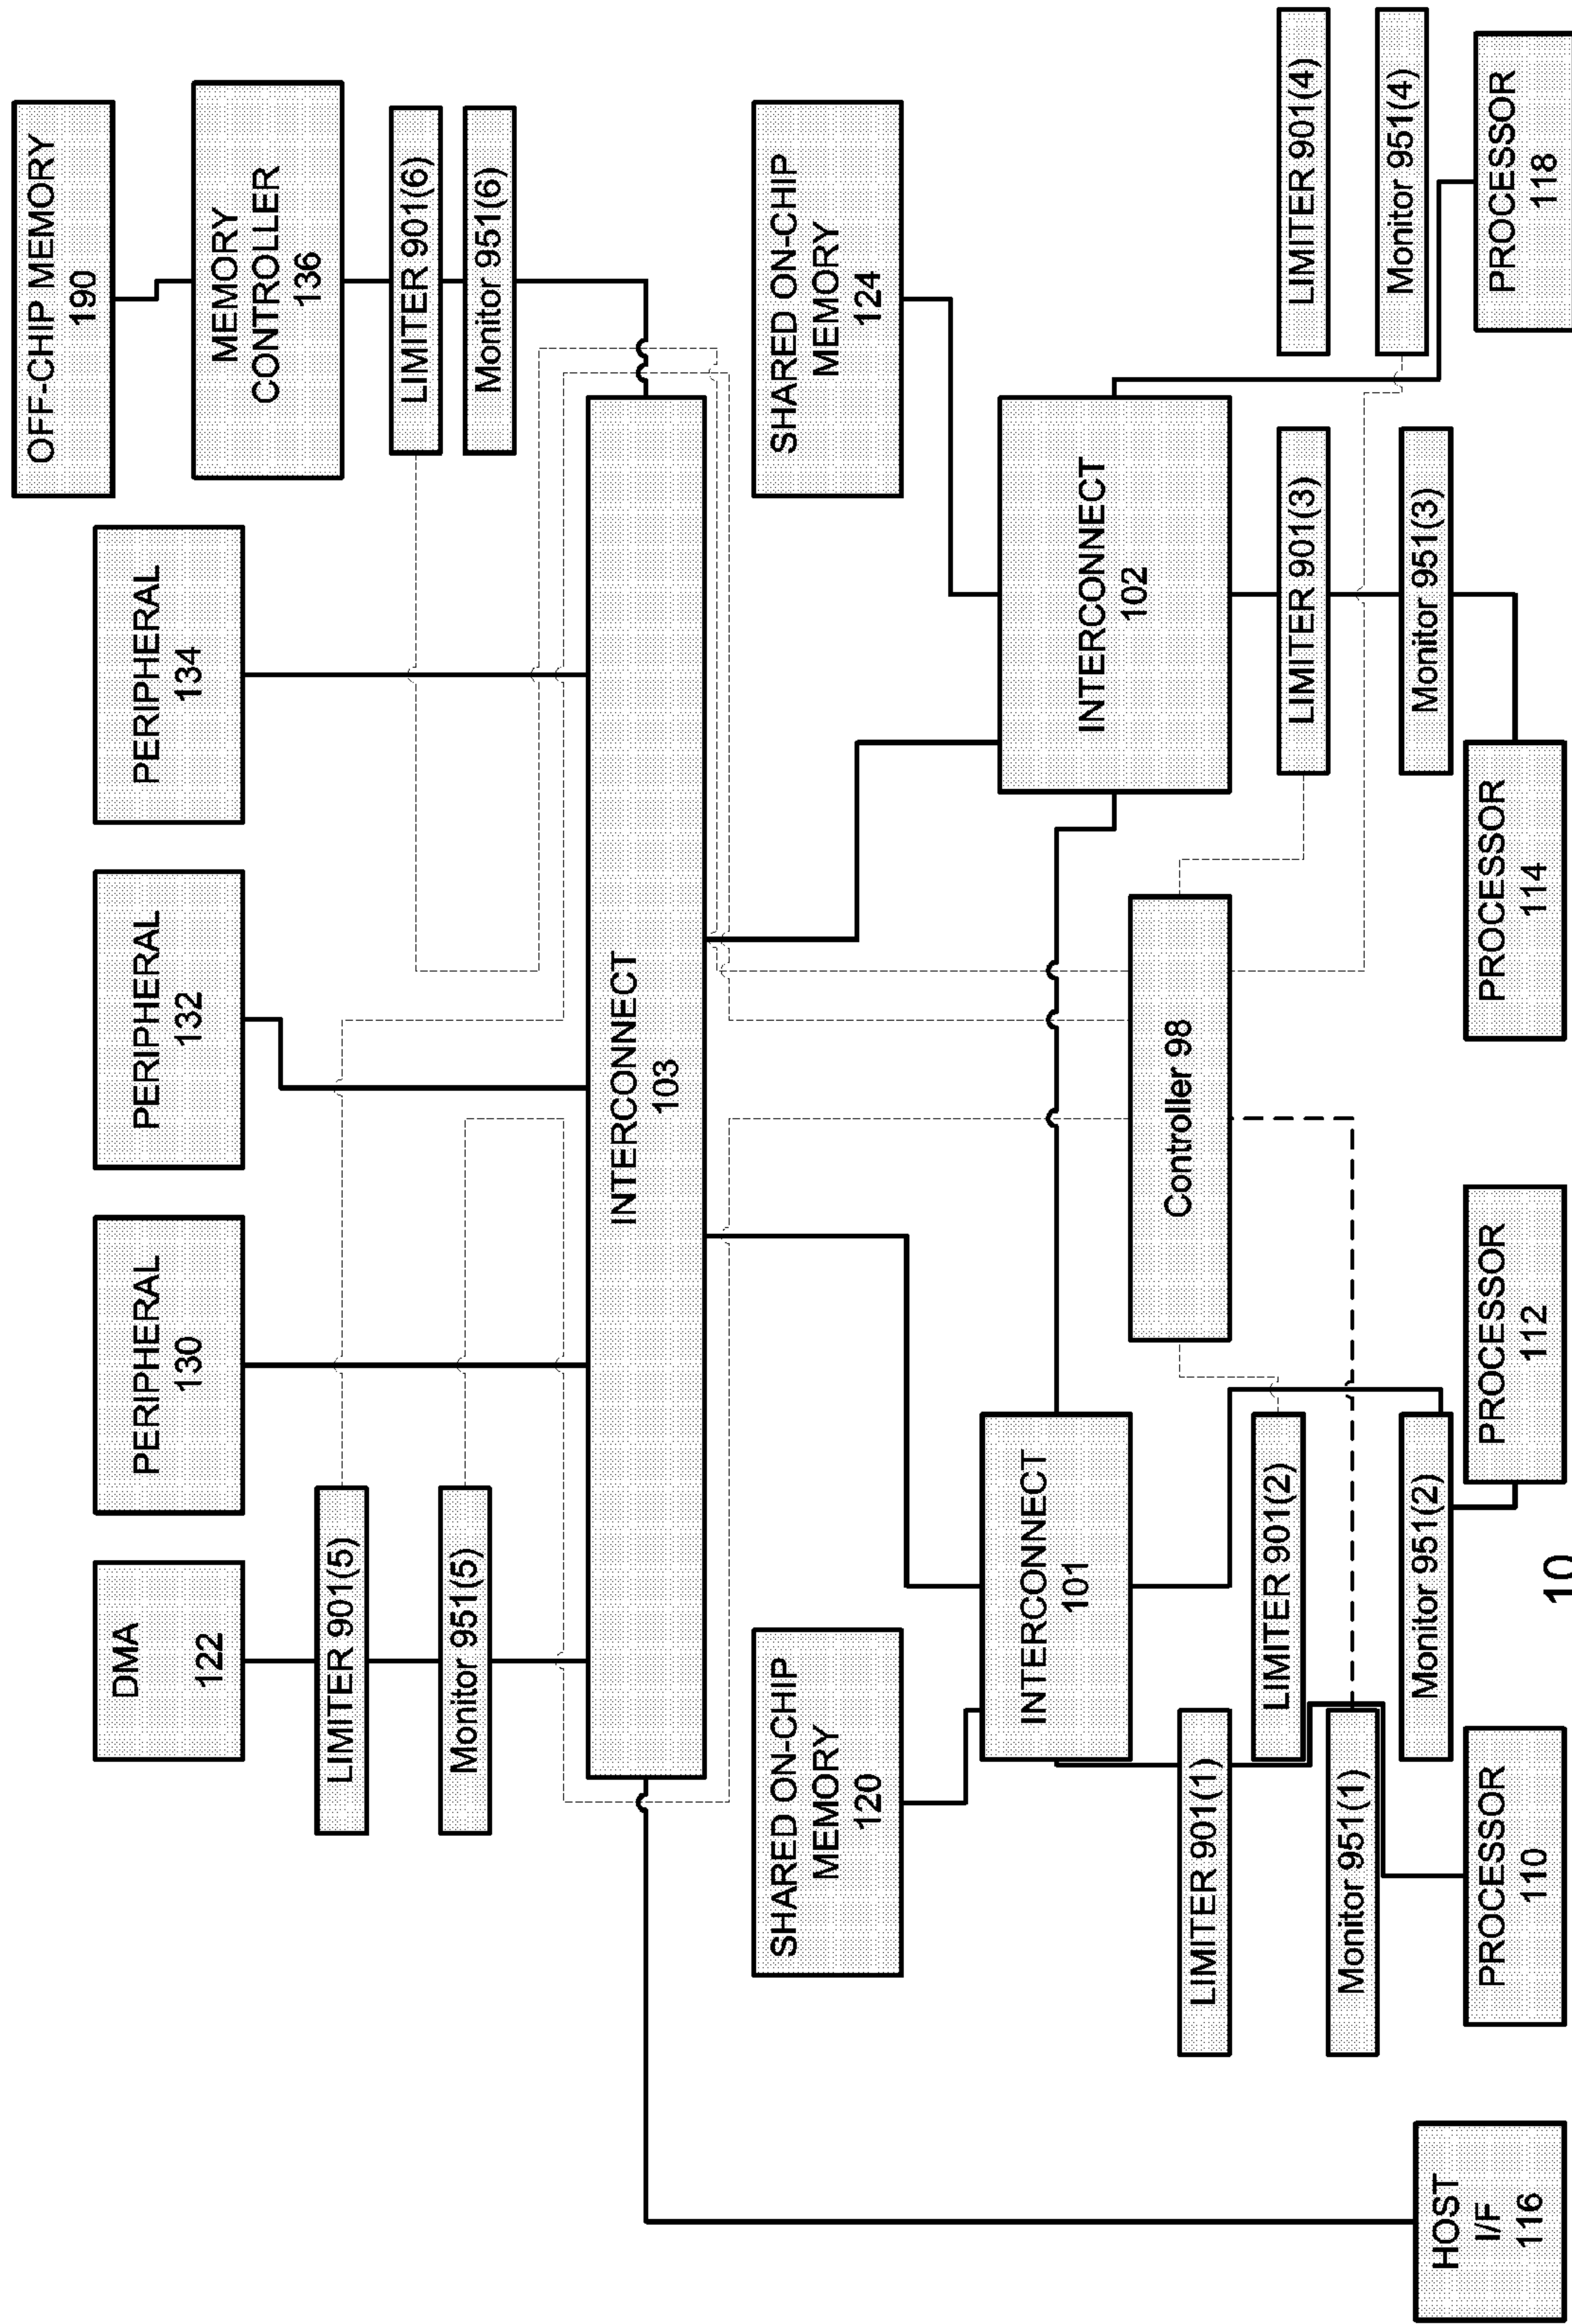 OFF-CHIP MEMORY
190
MEMORY
CONTROLLER
136
LIMITER 901(6)
Monitor 951(6)
PERIPHERAL
134
PERIPHERAL
132
PERIPHERAL
130
DMA
122
LIMITER 901(5)
Monitor 951(5)
INTERCONNECT
103
SHARED ON-CHIP
MEMORY
124
SHARED ON-CHIP
MEMORY
120
INTERCONNECT
102
INTERCONNECT
101
Controller 98
LIMITER 901(4)
Monitor 951(4)
LIMITER 901(3)
Monitor 951(3)
LIMITER 901(2)
Monitor 951(2)
LIMITER 901(1)
Monitor 951(1)
PROCESSOR
118
PROCESSOR
114
PROCESSOR
112
PROCESSOR
110
HOST
I/F
116
10